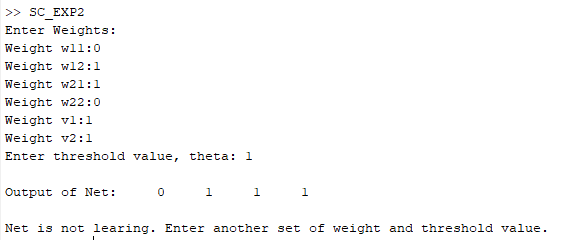 >> SC_EXP2
Enter Weights:
Weight w11:0
Weight w12:1
Weight w21:1
Weight w22:0
Weight v1:1
Weight v2:1
Enter threshold value, theta: 1
Output of Net:     0     1     1     1
Net is not learing. Enter another set of weight and threshold value.